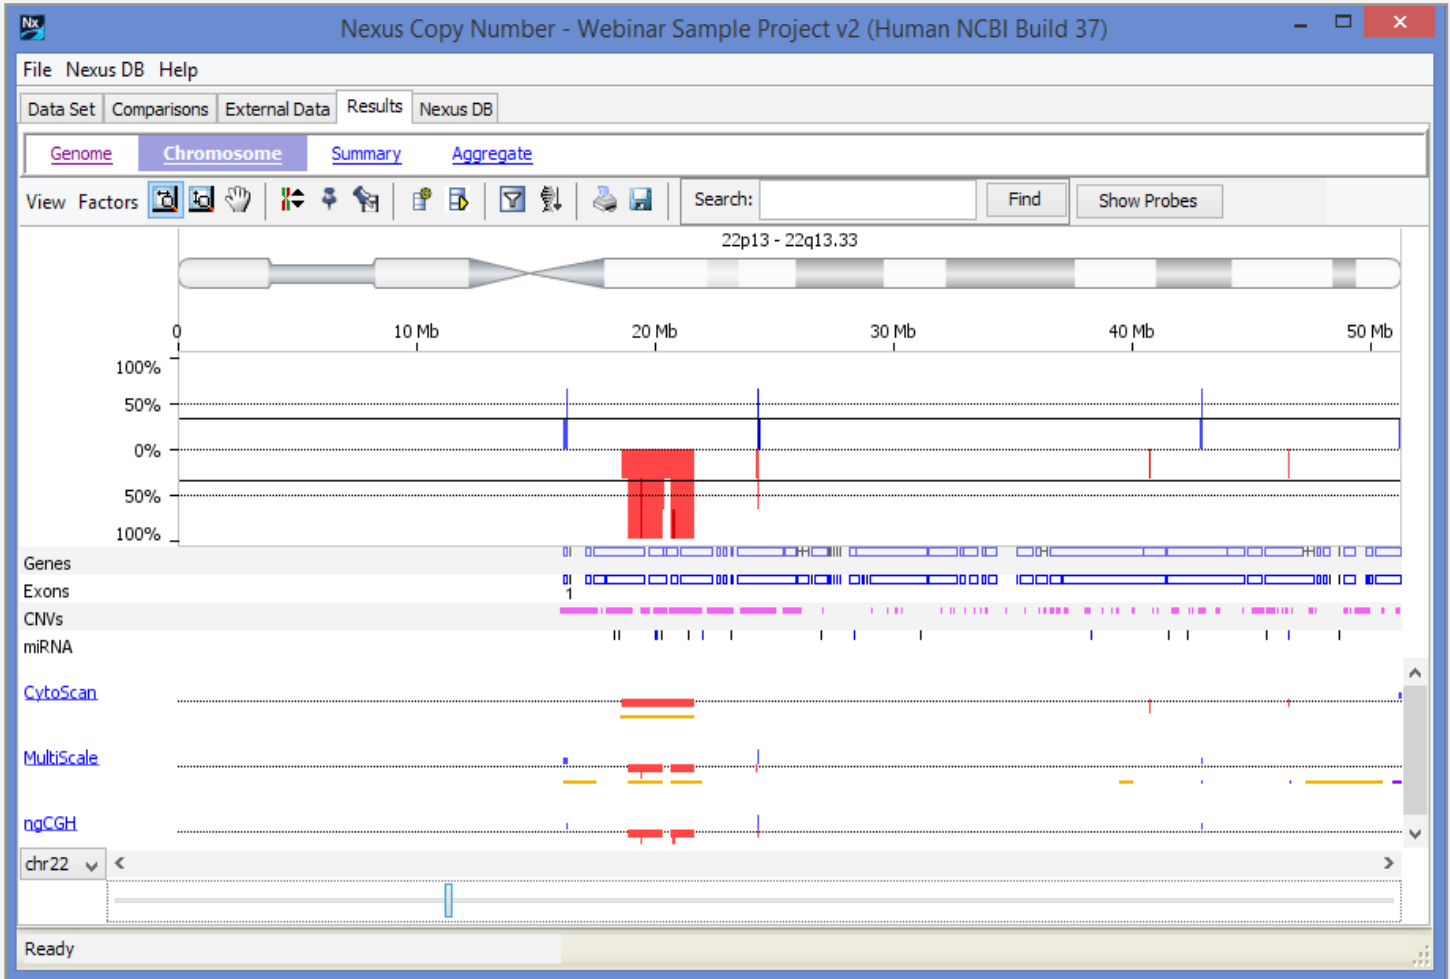 Nx
Nexus Copy Number - Webinar Sample Project v2 (Human NCBI Build 37)
File Nexus DB Help
Data Set Comparisons External Data Results Nexus DB
Genome Chromosome Summary Aggregate
View Factors Search: Find Show Probes
22p13 - 22q13.33
0 10 Mb 20 Mb 30 Mb 40 Mb 50 Mb
100%
50%
0%
50%
100%
Genes
Exons
1
CNVs
miRNA
CytoScan
MultiScale
ngCGH
chr22
Ready